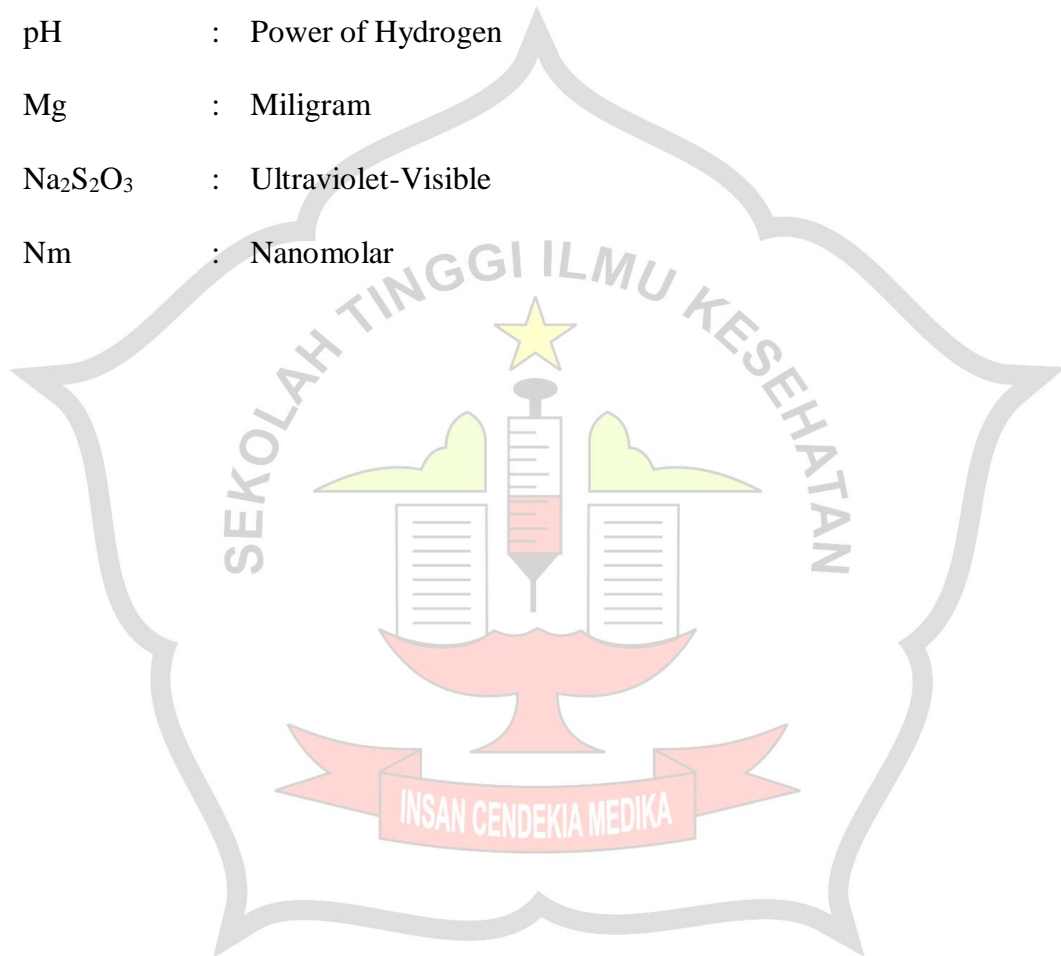 pH : Power of Hydrogen
Mg : Miligram
Na₂S₂O₃ : Ultraviolet-Visible
Nm : Nanomolar
SEKOLAH TINGGI ILMU KESEHATAN
INSAN CENDEKIA MEDIKA